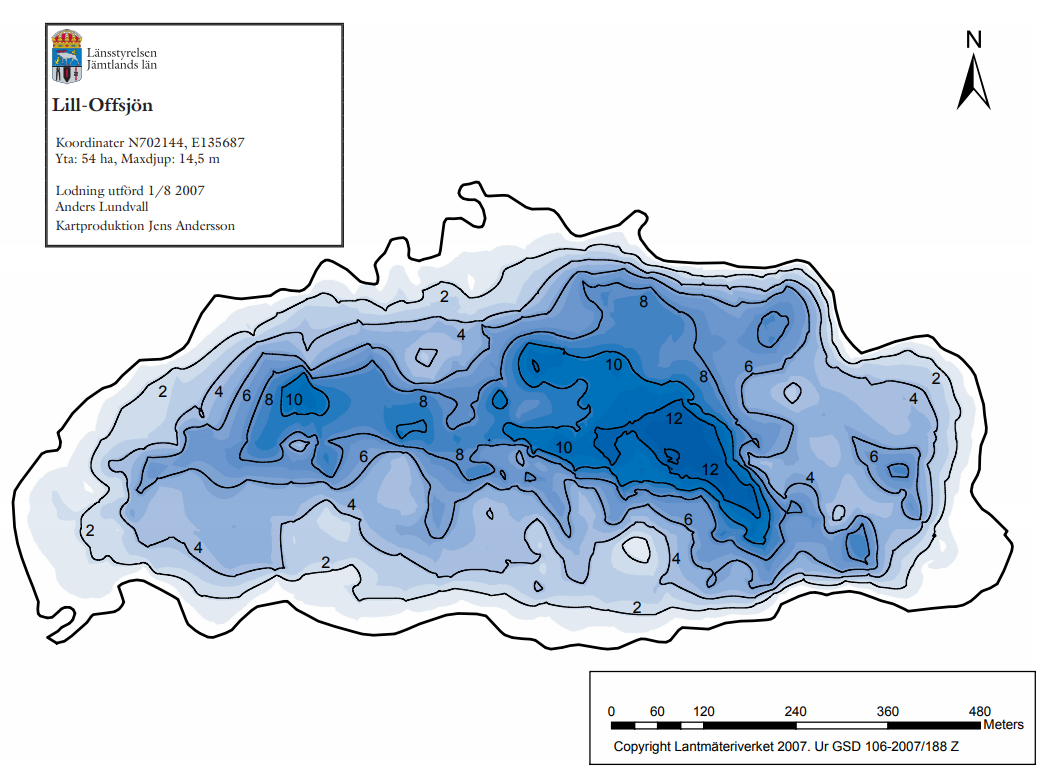 Länsstyrelsen
Jämtlands län
Lill-Offsjön
Koordinater N702144, E135687
Yta: 54 ha, Maxdjup: 14,5 m
Lodning utförd 1/8 2007
Anders Lundvall
Kartproduktion Jens Andersson
N
2
8
4
10
8
6
2
4
2
4
6
8
10
8
12
10
6
8
6
12
4
4
2
6
4
2
4
2
0 60 120 240 360 480
Meters
Copyright Lantmäteriverket 2007. Ur GSD 106-2007/188 Z